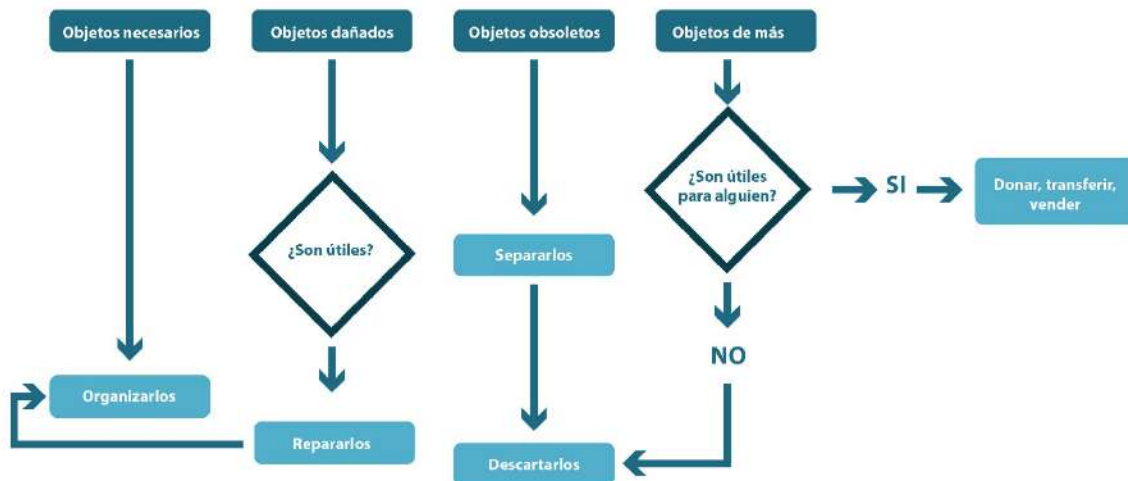 Objetos necesarios
Objetos dañados
Objetos obsoletos
Objetos de más
¿Son útiles
para alguien?
SI
Donar, transferir,
vender
¿Son útiles?
Separarlos
NO
Organizarlos
Repararlos
Descartarlos